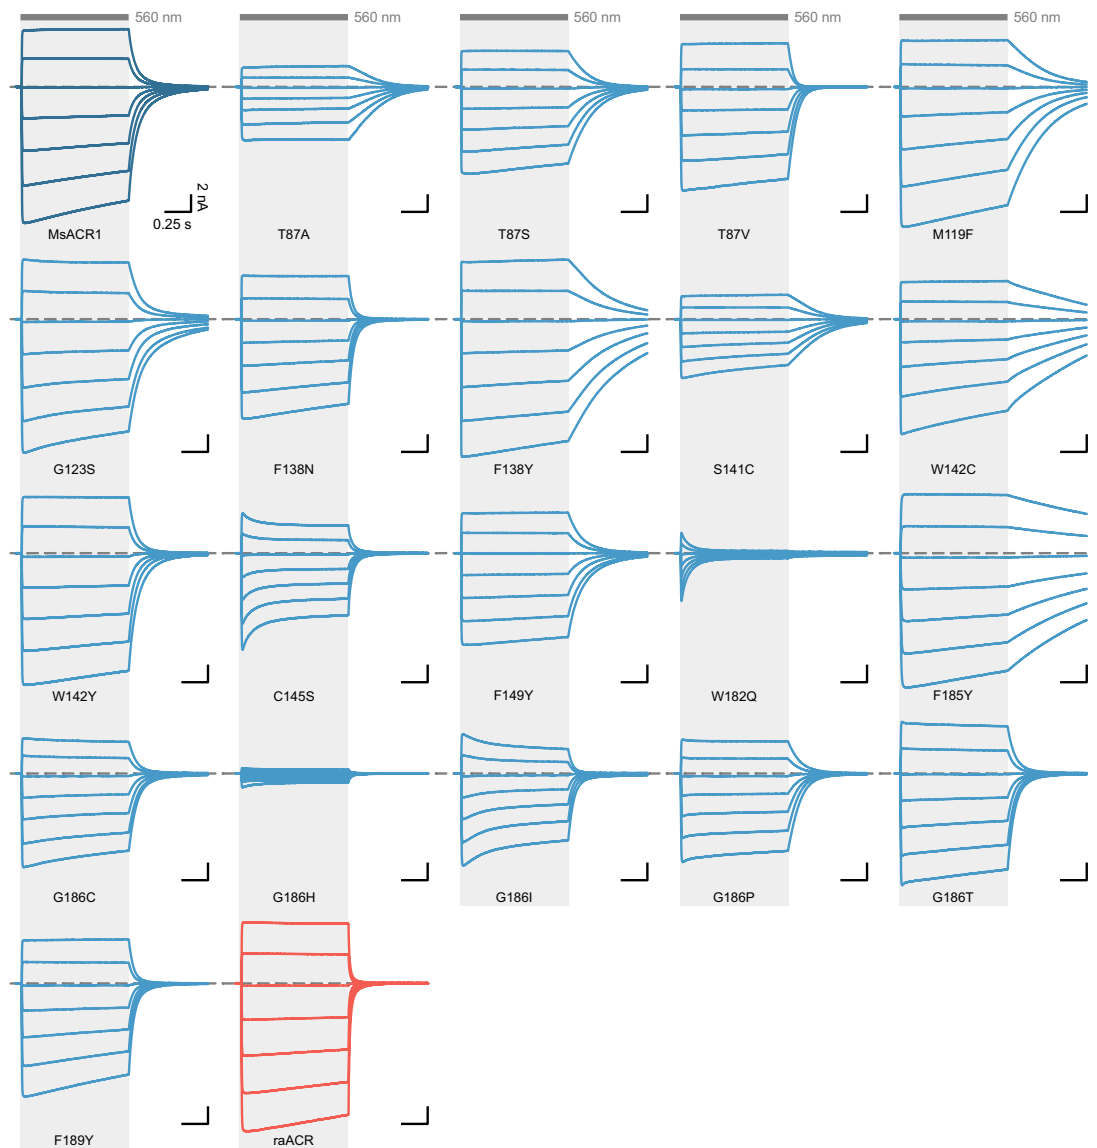 560 nm 560 nm 560 nm 560 nm 560 nm
2 nA
0.25 s
MsACR1 T87A T87S T87V M119F
G123S F138N F138Y S141C W142C
W142Y C145S F149Y W182Q F185Y
G186C G186H G186I G186P G186T
F189Y raACR